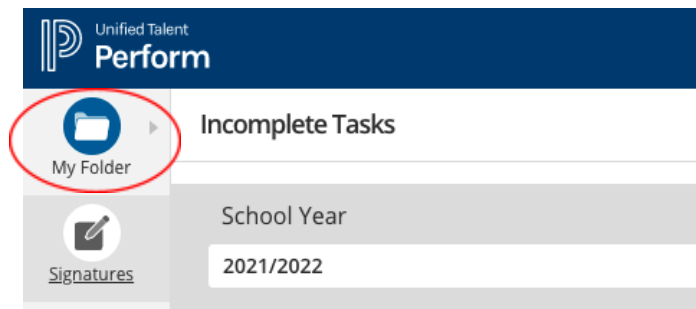 Unified Talent
Perform
My Folder
Incomplete Tasks
Signatures
School Year
2021/2022